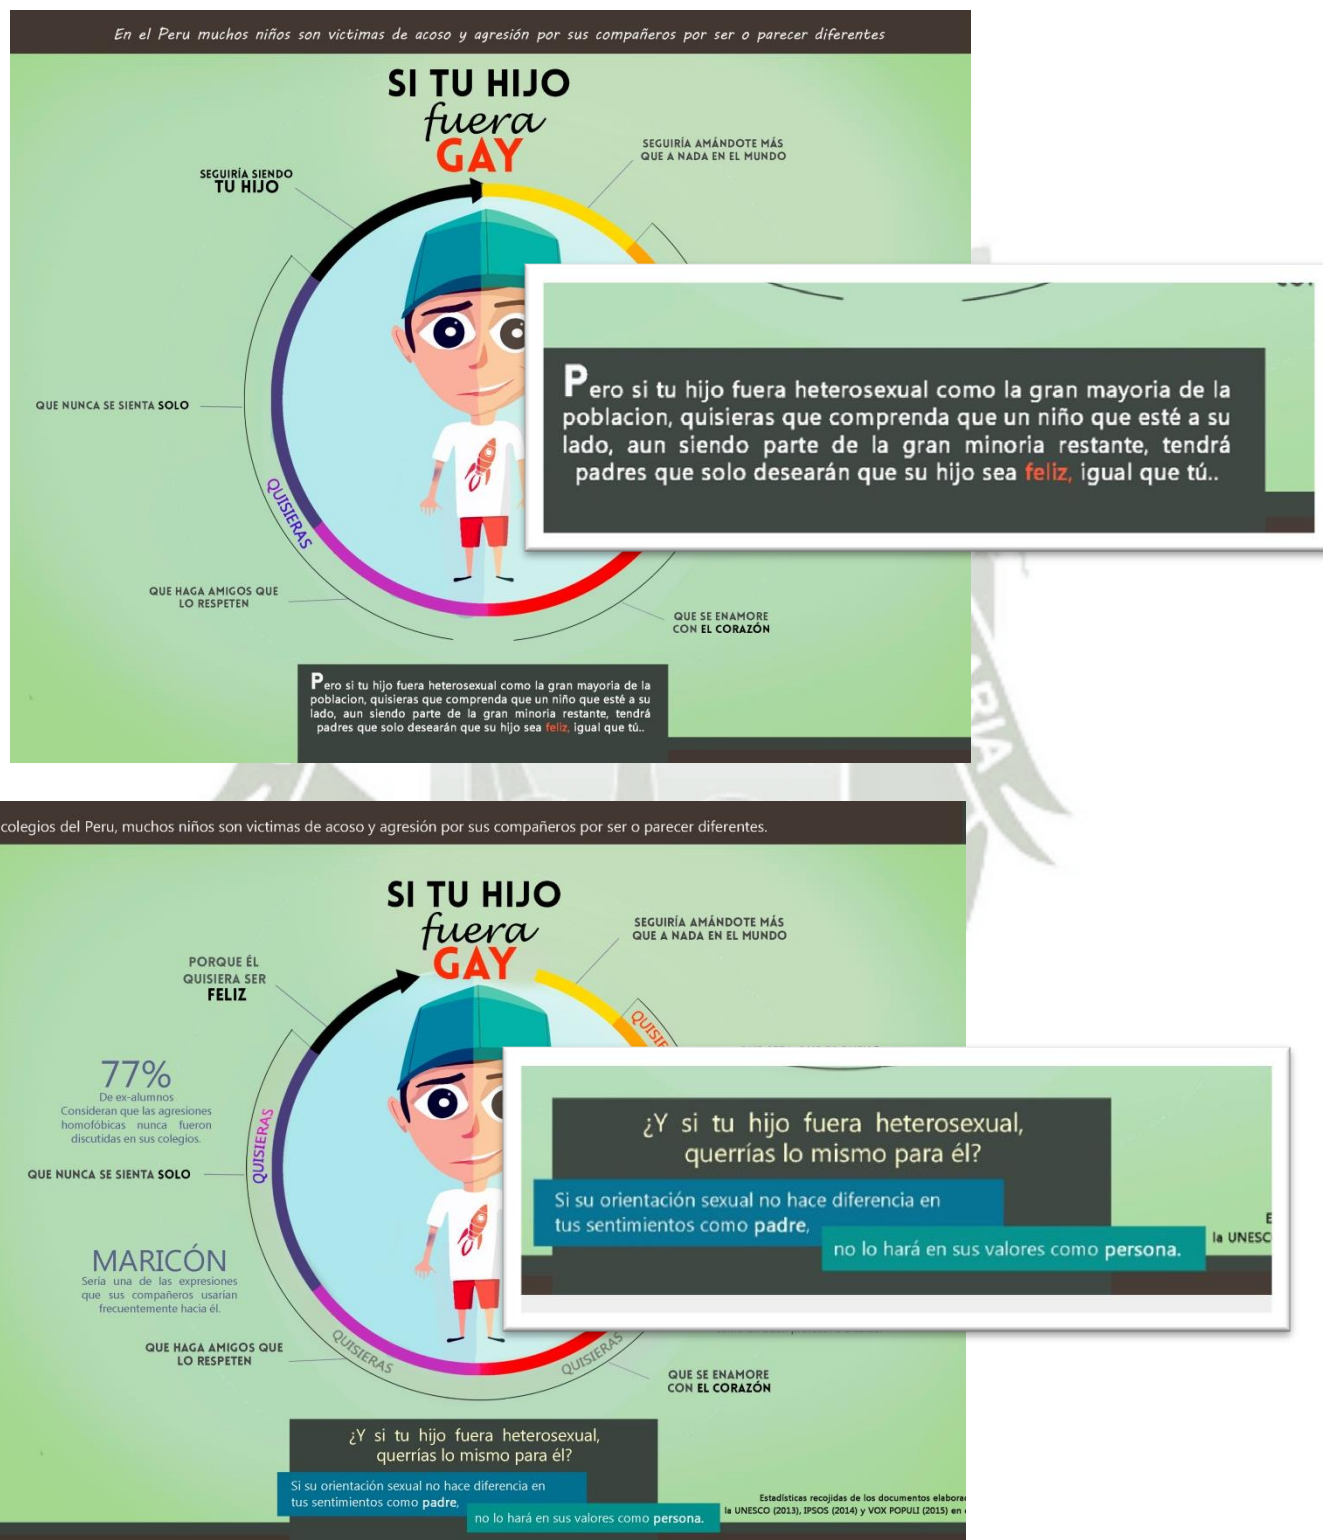 En el Peru muchos niños son victimas de acoso y agresión por sus compañeros por ser o parecer diferentes
SI TU HIJO
fuera
GAY
SEGUIRÍA AMÁNDOTE MÁS
QUE A NADA EN EL MUNDO
SEGUIRÍA SIENDO
TU HIJO
QUE NUNCA SE SIENTA SOLO
QUISIERAS
QUE HAGA AMIGOS QUE
LO RESPETEN
QUE SE ENAMORE
CON EL CORAZÓN
Pero si tu hijo fuera heterosexual como la gran mayoria de la
poblacion, quisieras que comprenda que un niño que esté a su
lado, aun siendo parte de la gran minoria restante, tendrá
padres que solo desearán que su hijo sea feliz, igual que tú..
Pero si tu hijo fuera heterosexual como la gran mayoria de la
poblacion, quisieras que comprenda que un niño que esté a su
lado, aun siendo parte de la gran minoria restante, tendrá
padres que solo desearán que su hijo sea feliz, igual que tú..
colegios del Peru, muchos niños son victimas de acoso y agresión por sus compañeros por ser o parecer diferentes.
SI TU HIJO
fuera
GAY
SEGUIRÍA AMÁNDOTE MÁS
QUE A NADA EN EL MUNDO
PORQUE ÉL
QUISIERA SER
FELIZ
77%
De ex-alumnos
Consideran que las agresiones
homofóbicas nunca fueron
discutidas en sus colegios.
QUISIERAS
QUE NUNCA SE SIENTA SOLO
MARICÓN
Sería una de las expresiones
que sus compañeros usarían
frecuentemente hacia él.
QUE HAGA AMIGOS QUE
LO RESPETEN
QUISIERAS
QUISIERAS
QUE SE ENAMORE
CON EL CORAZÓN
¿Y si tu hijo fuera heterosexual,
querrías lo mismo para él?
Si su orientación sexual no hace diferencia en
tus sentimientos como padre,
no lo hará en sus valores como persona.
la UNESC
¿Y si tu hijo fuera heterosexual,
querrías lo mismo para él?
Si su orientación sexual no hace diferencia en
tus sentimientos como padre,
no lo hará en sus valores como persona.
Estadísticas recojidas de los documentos elabora
la UNESCO (2013), IPSOS (2014) y VOX POPULI (2015) en